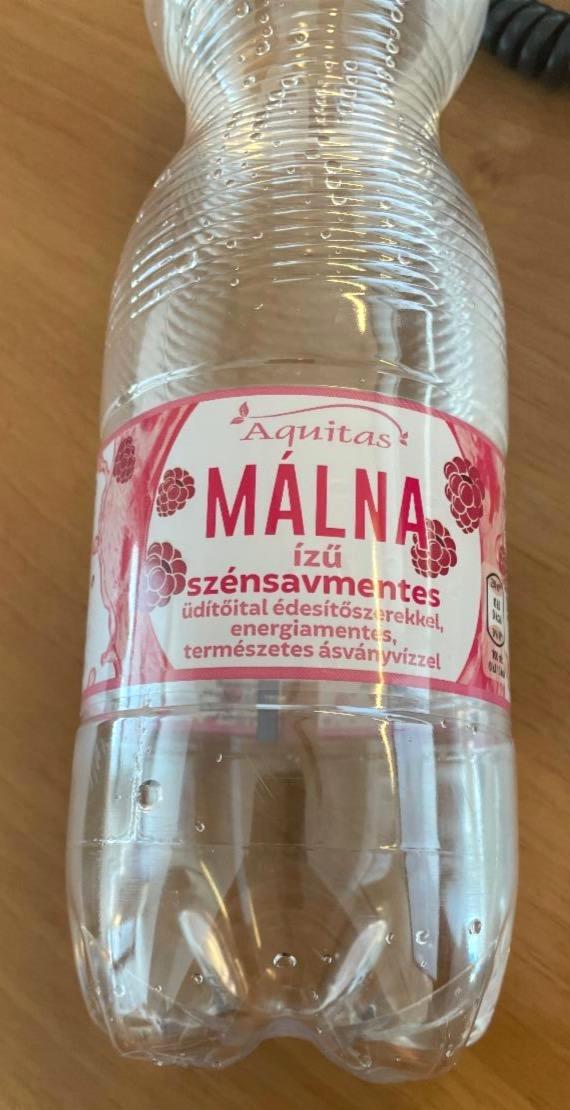 Aquitas
MÁLNA
ízű
szénsavmentes
üdítőital édesítőszerekkel,
energiamentes,
természetes ásványvízzel